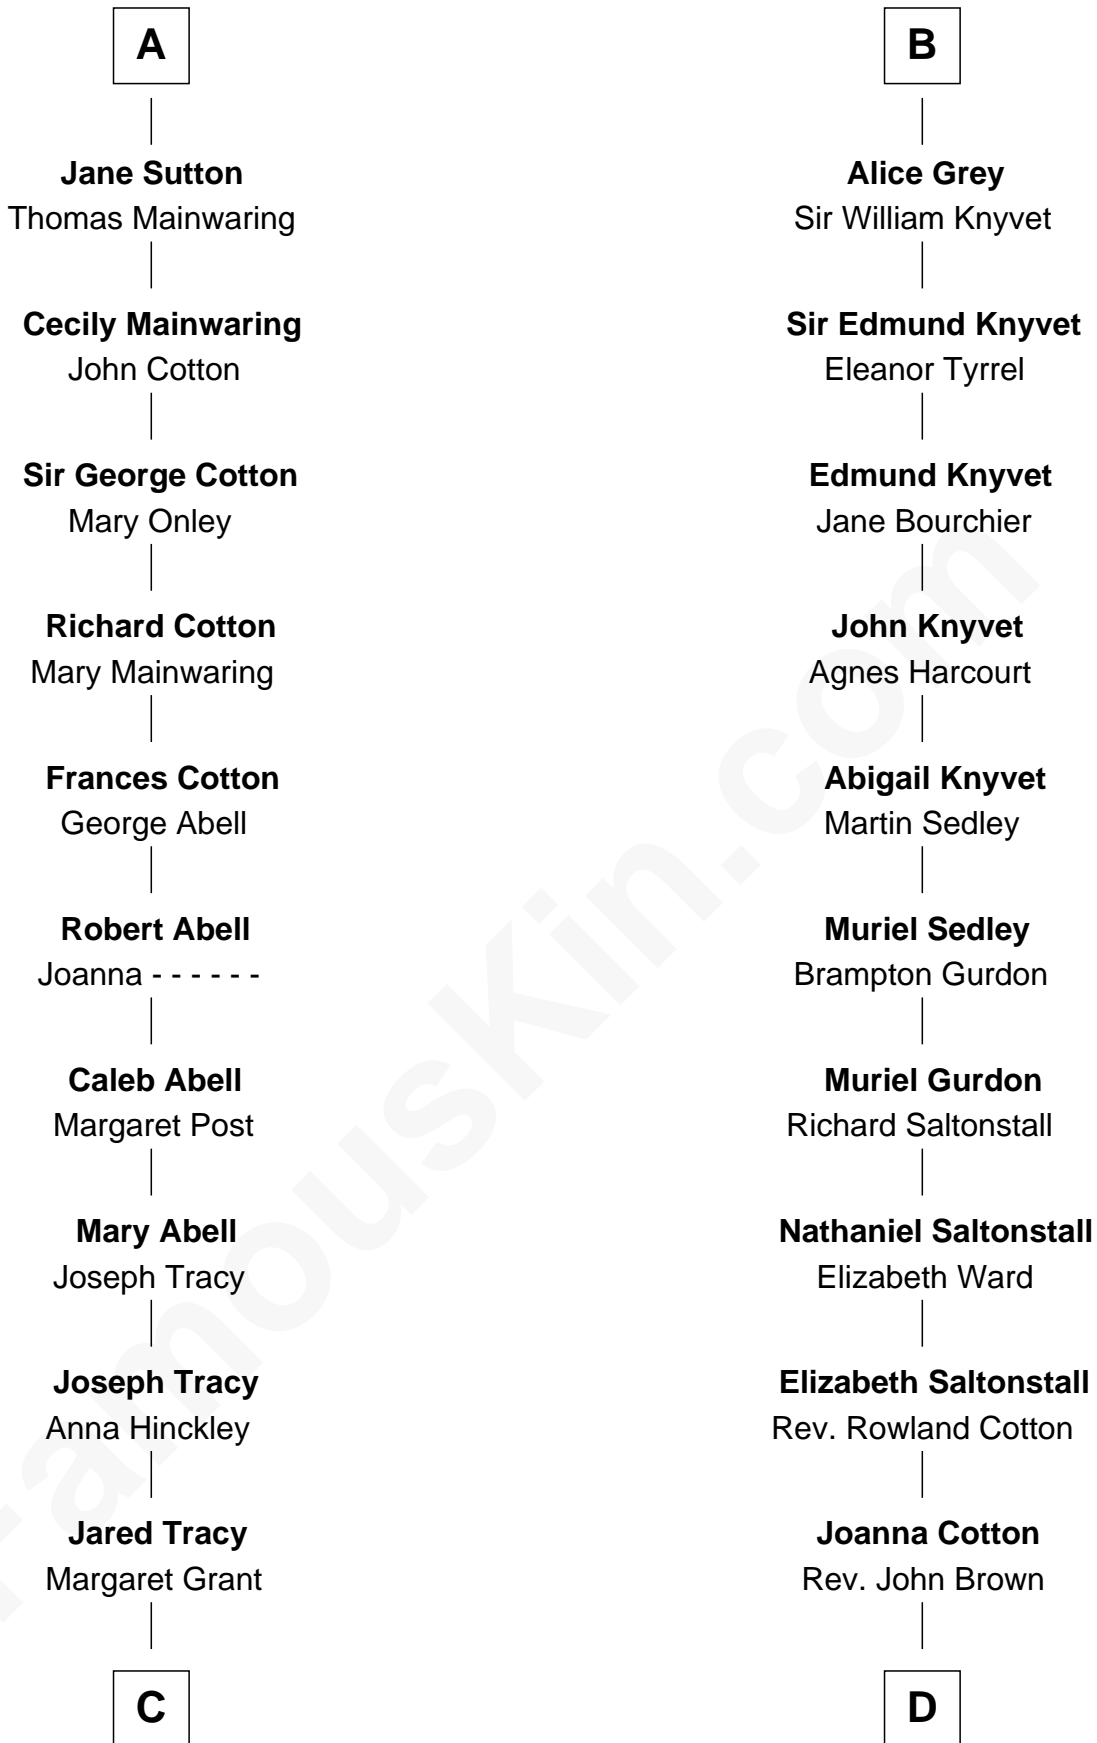 A
Jane Sutton
Thomas Mainwaring
Cecily Mainwaring
John Cotton
Sir George Cotton
Mary Onley
Richard Cotton
Mary Mainwaring
Frances Cotton
George Abell
Robert Abell
Joanna - - - - - -
Caleb Abell
Margaret Post
Mary Abell
Joseph Tracy
Joseph Tracy
Anna Hinckley
Jared Tracy
Margaret Grant
C
B
Alice Grey
Sir William Knyvet
Sir Edmund Knyvet
Eleanor Tyrrel
Edmund Knyvet
Jane Bourchier
John Knyvet
Agnes Harcourt
Abigail Knyvet
Martin Sedley
Muriel Sedley
Brampton Gurdon
Muriel Gurdon
Richard Saltonstall
Nathaniel Saltonstall
Elizabeth Ward
Elizabeth Saltonstall
Rev. Rowland Cotton
Joanna Cotton
Rev. John Brown
D
FamousKin.com